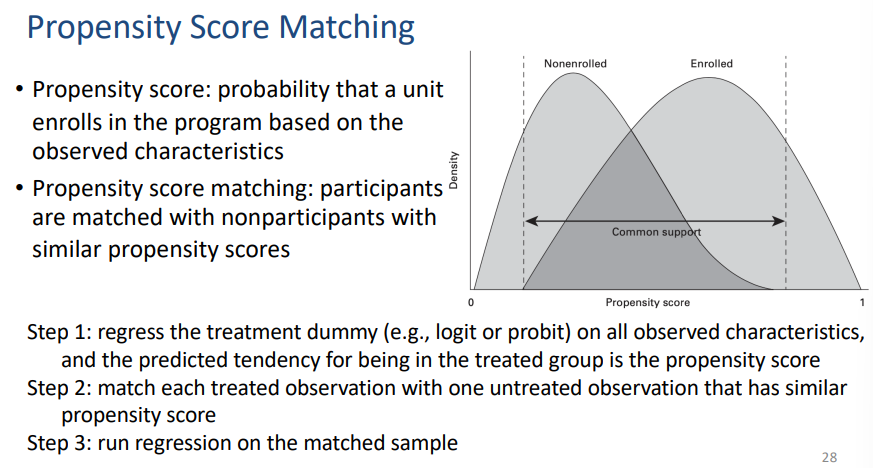 Propensity Score Matching
• Propensity score: probability that a unit
enrolls in the program based on the
observed characteristics
• Propensity score matching: participants
are matched with nonparticipants with
similar propensity scores
Nonenrolled
Enrolled
Density
Common support
0
Propensity score
1
Step 1: regress the treatment dummy (e.g., logit or probit) on all observed characteristics,
and the predicted tendency for being in the treated group is the propensity score
Step 2: match each treated observation with one untreated observation that has similar
propensity score
Step 3: run regression on the matched sample
28